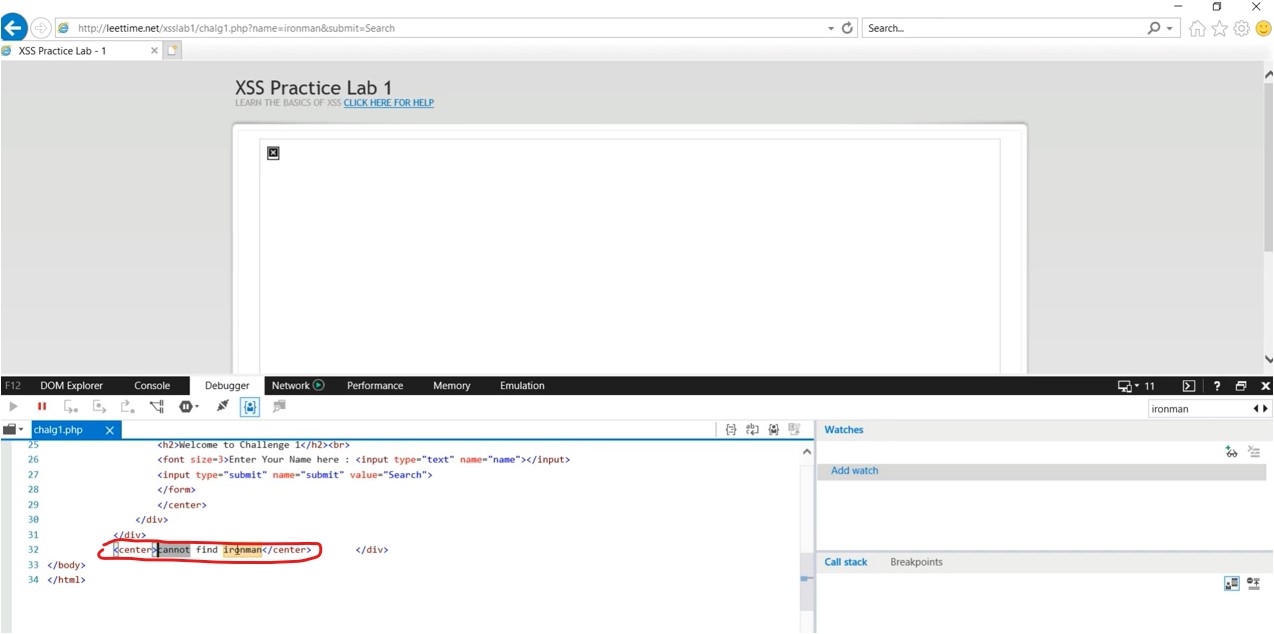 http://leettime.net/xsslab1/chalg1.php?name=ironman&submit=Search
Search...
XSS Practice Lab - 1
XSS Practice Lab 1
LEARN THE BASICS OF XSS CLICK HERE FOR HELP
F12 DOM Explorer Console Debugger Network Performance Memory Emulation 11 ?
ironman
chalg1.php
Watches
25 <h2>Welcome to Challenge 1</h2><br>
26 <font size=3>Enter Your Name here : <input type="text" name="name"></input>
27 <input type="submit" name="submit" value="Search">
28 </form>
29 </center>
30 </div>
31 </div>
32 <center>cannot find ironman</center> </div>
33 </body>
34 </html>
Add watch
Call stack Breakpoints